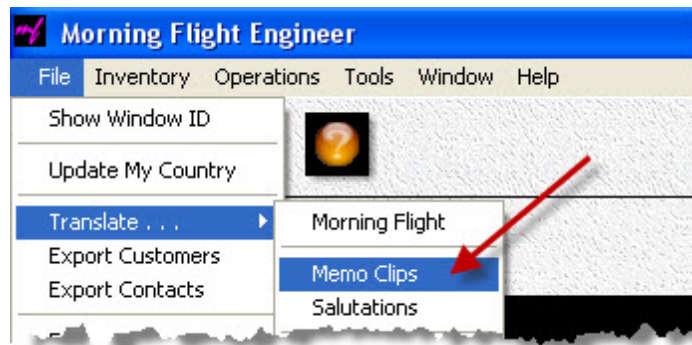 Morning Flight Engineer
File Inventory Operations Tools Window Help
Show Window ID
Update My Country
Translate . . .
Export Customers
Export Contacts
Morning Flight
Memo Clips
Salutations